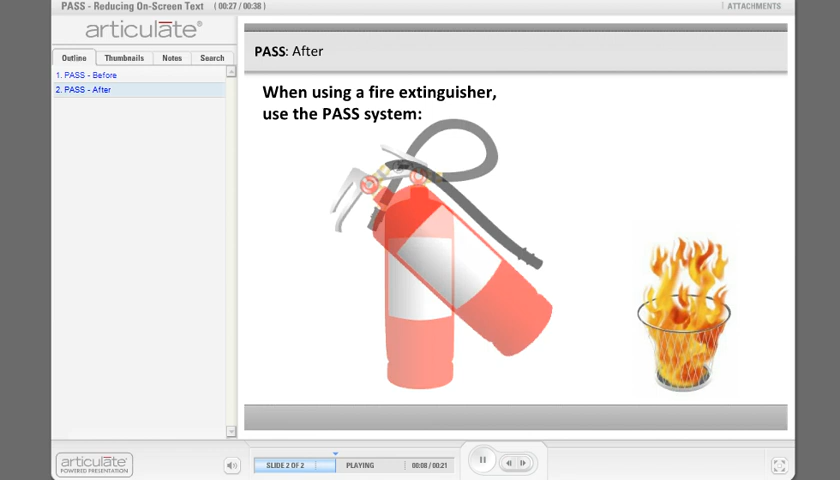 PASS - Reducing On-Screen Text ( 00:27 / 00:38 )
ATTACHMENTS
articulate®
Outline Thumbnails Notes Search
1. PASS - Before
2. PASS - After
PASS: After
When using a fire extinguisher,
use the PASS system:
articulate
POWERED PRESENTATION
SLIDE 2 OF 2 PLAYING 00:08 / 00:21